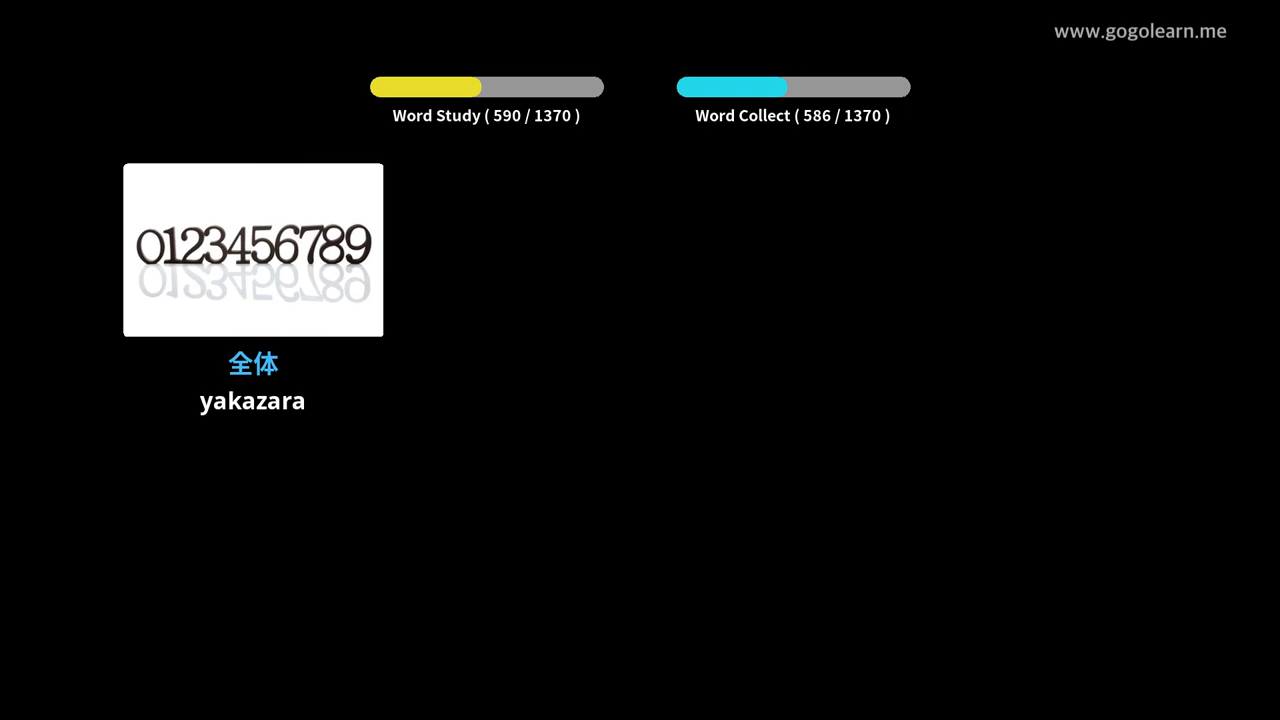 www.gogolearn.me
Word Study ( 590 / 1370 )
Word Collect ( 586 / 1370 )
0123456789
全体
yakazara